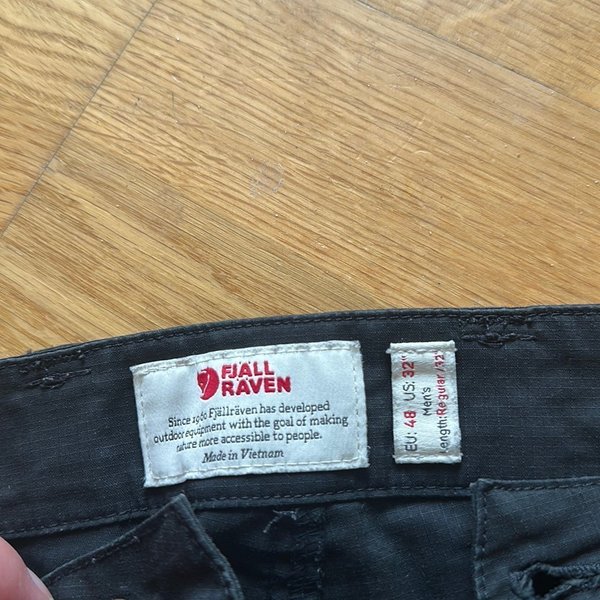 FJÄLL
RÄVEN
Since 1960 Fjällräven has developed
outdoor equipment with the goal of making
nature more accessible to people.
Made in Vietnam
EU: 48 US: 32"
Men's
Length: Regular/32"